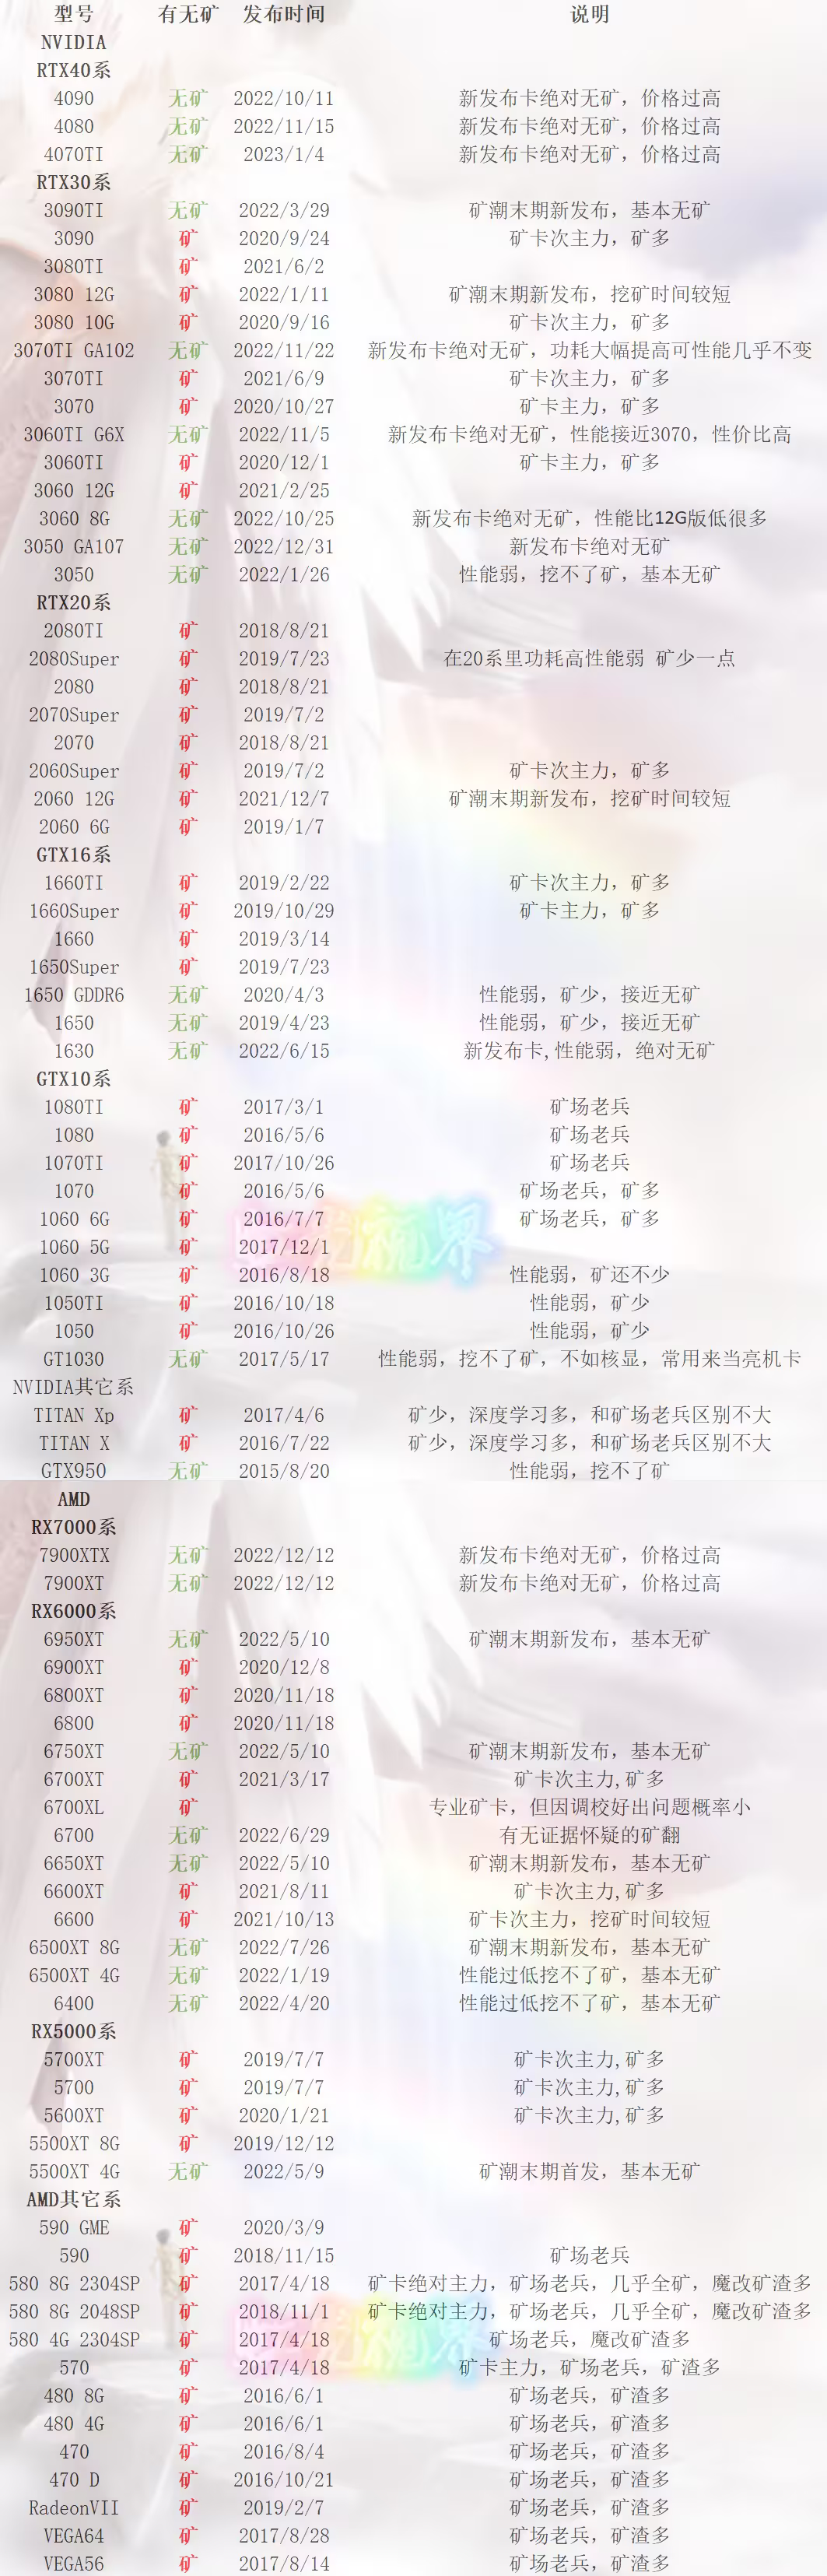 型号 有无矿 发布时间 说明
NVIDIA
RTX40系
4090 无矿 2022/10/11 新发布卡绝对无矿，价格过高
4080 无矿 2022/11/15 新发布卡绝对无矿，价格过高
4070TI 无矿 2023/1/4 新发布卡绝对无矿，价格过高
RTX30系
3090TI 无矿 2022/3/29 矿潮末期新发布，基本无矿
3090 矿 2020/9/24 矿卡次主力，矿多
3080TI 矿 2021/6/2
3080 12G 矿 2022/1/11 矿潮末期新发布，挖矿时间较短
3080 10G 矿 2020/9/16 矿卡次主力，矿多
3070TI GA102 无矿 2022/11/22 新发布卡绝对无矿，功耗大幅提高可性能几乎不变
3070TI 矿 2021/6/9 矿卡次主力，矿多
3070 矿 2020/10/27 矿卡主力，矿多
3060TI G6X 无矿 2022/11/5 新发布卡绝对无矿，性能接近3070，性价比高
3060TI 矿 2020/12/1 矿卡主力，矿多
3060 12G 矿 2021/2/25
3060 8G 无矿 2022/10/25 新发布卡绝对无矿，性能比12G版低很多
3050 GA107 无矿 2022/12/31 新发布卡绝对无矿
3050 无矿 2022/1/26 性能弱，挖不了矿，基本无矿
RTX20系
2080TI 矿 2018/8/21
2080Super 矿 2019/7/23 在20系里功耗高性能弱 矿少一点
2080 矿 2018/8/21
2070Super 矿 2019/7/2
2070 矿 2018/8/21
2060Super 矿 2019/7/2 矿卡次主力，矿多
2060 12G 矿 2021/12/7 矿潮末期新发布，挖矿时间较短
2060 6G 矿 2019/1/7
GTX16系
1660TI 矿 2019/2/22 矿卡次主力，矿多
1660Super 矿 2019/10/29 矿卡主力，矿多
1660 矿 2019/3/14
1650Super 矿 2019/7/23
1650 GDDR6 无矿 2020/4/3 性能弱，矿少，接近无矿
1650 无矿 2019/4/23 性能弱，矿少，接近无矿
1630 无矿 2022/6/15 新发布卡,性能弱，绝对无矿
GTX10系
1080TI 矿 2017/3/1 矿场老兵
1080 矿 2016/5/6 矿场老兵
1070TI 矿 2017/10/26 矿场老兵
1070 矿 2016/5/6 矿场老兵，矿多
1060 6G 矿 2016/7/7 矿场老兵，矿多
1060 5G 矿 2017/12/1
1060 3G 矿 2016/8/18 性能弱，矿还不少
1050TI 矿 2016/10/18 性能弱，矿少
1050 矿 2016/10/26 性能弱，矿少
GT1030 无矿 2017/5/17 性能弱，挖不了矿，不如核显，常用来当亮机卡
NVIDIA其它系
TITAN Xp 矿 2017/4/6 矿少，深度学习多，和矿场老兵区别不大
TITAN X 矿 2016/7/22 矿少，深度学习多，和矿场老兵区别不大
GTX950 无矿 2015/8/20 性能弱，挖不了矿
AMD
RX7000系
7900XTX 无矿 2022/12/12 新发布卡绝对无矿，价格过高
7900XT 无矿 2022/12/12 新发布卡绝对无矿，价格过高
RX6000系
6950XT 无矿 2022/5/10 矿潮末期新发布，基本无矿
6900XT 矿 2020/12/8
6800XT 矿 2020/11/18
6800 矿 2020/11/18
6750XT 无矿 2022/5/10 矿潮末期新发布，基本无矿
6700XT 矿 2021/3/17 矿卡次主力,矿多
6700XL 矿 专业矿卡，但因调校好出问题概率小
6700 无矿 2022/6/29 有无证据怀疑的矿翻
6650XT 无矿 2022/5/10 矿潮末期新发布，基本无矿
6600XT 矿 2021/8/11 矿卡次主力,矿多
6600 矿 2021/10/13 矿卡次主力，挖矿时间较短
6500XT 8G 无矿 2022/7/26 矿潮末期新发布，基本无矿
6500XT 4G 无矿 2022/1/19 性能过低挖不了矿，基本无矿
6400 无矿 2022/4/20 性能过低挖不了矿，基本无矿
RX5000系
5700XT 矿 2019/7/7 矿卡次主力,矿多
5700 矿 2019/7/7 矿卡次主力,矿多
5600XT 矿 2020/1/21 矿卡次主力,矿多
5500XT 8G 矿 2019/12/12
5500XT 4G 无矿 2022/5/9 矿潮末期首发，基本无矿
AMD其它系
590 GME 矿 2020/3/9
590 矿 2018/11/15 矿场老兵
580 8G 2304SP 矿 2017/4/18 矿卡绝对主力，矿场老兵，几乎全矿，魔改矿渣多
580 8G 2048SP 矿 2018/11/1 矿卡绝对主力，矿场老兵，几乎全矿，魔改矿渣多
580 4G 2304SP 矿 2017/4/18 矿场老兵，魔改矿渣多
570 矿 2017/4/18 矿卡主力，矿场老兵，矿渣多
480 8G 矿 2016/6/1 矿场老兵，矿渣多
480 4G 矿 2016/6/1 矿场老兵，矿渣多
470 矿 2016/8/4 矿场老兵，矿渣多
470 D 矿 2016/10/21 矿场老兵，矿渣多
RadeonVII 矿 2019/2/7 矿场老兵，矿渣多
VEGA64 矿 2017/8/28 矿场老兵，矿渣多
VEGA56 矿 2017/8/14 矿场老兵，矿渣多